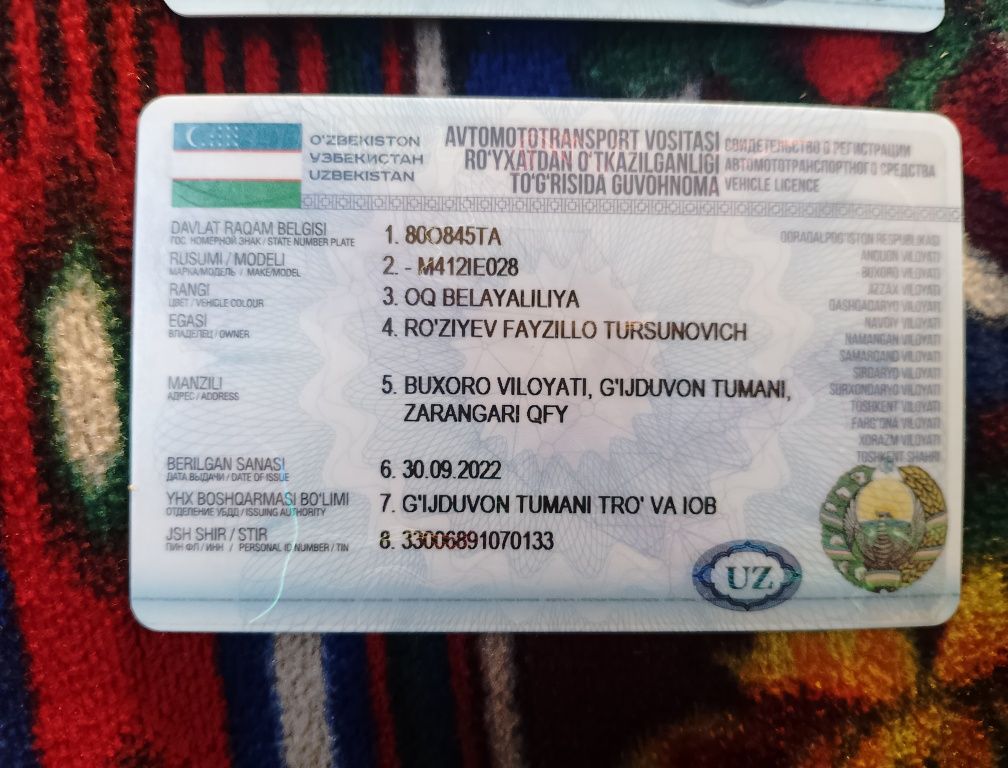 O'ZBEKISTON
ЎЗБЕКИСТАН
UZBEKISTAN
AVTOMOTOTRANSPORT VOSITASI
RO'YXATDAN O'TKAZILGANLIGI
TO'G'RISIDA GUVOHNOMA
СВИДЕТЕЛЬСТВО О РЕГИСТРАЦИИ
АВТОМОТОТРАНСПОРТНОГО СРЕДСТВА
VEHICLE LICENCE
DAVLAT RAQAM BELGISI
ГОС. НОМЕРНОЙ ЗНАК / STATE NUMBER PLATE
1. 80O845TA
RUSUMI / MODELI
МАРКА/МОДЕЛЬ / MAKE/MODEL
2. - M412IE028
RANGI
ЦВЕТ / VEHICLE COLOUR
3. OQ BELAYALILIYA
EGASI
ВЛАДЕЛЕЦ / OWNER
4. RO'ZIYEV FAYZILLO TURSUNOVICH
MANZILI
АДРЕС / ADDRESS
5. BUXORO VILOYATI, G'IJDUVON TUMANI,
ZARANGARI QFY
BERILGAN SANASI
ДАТА ВЫДАЧИ / DATE OF ISSUE
6. 30.09.2022
YHX BOSHQARMASI BO'LIMI
ОТДЕЛЕНИЕ УБДД / ISSUING AUTHORITY
7. G'IJDUVON TUMANI TRO' VA IOB
JSH SHIR / STIR
ПИН ФЛ / ИНН / PERSONAL ID NUMBER / TIN
8. 33006891070133
QORAQALPOG'ISTON RESPUBLIKASI
ANDIJON VILOYATI
BUXORO VILOYATI
JIZZAX VILOYATI
QASHQADARYO VILOYATI
NAVOIY VILOYATI
NAMANGAN VILOYATI
SAMARQAND VILOYATI
SIRDARYO VILOYATI
SURXONDARYO VILOYATI
TOSHKENT VILOYATI
FARG'ONA VILOYATI
XORAZM VILOYATI
TOSHKENT SHAHRI
UZ